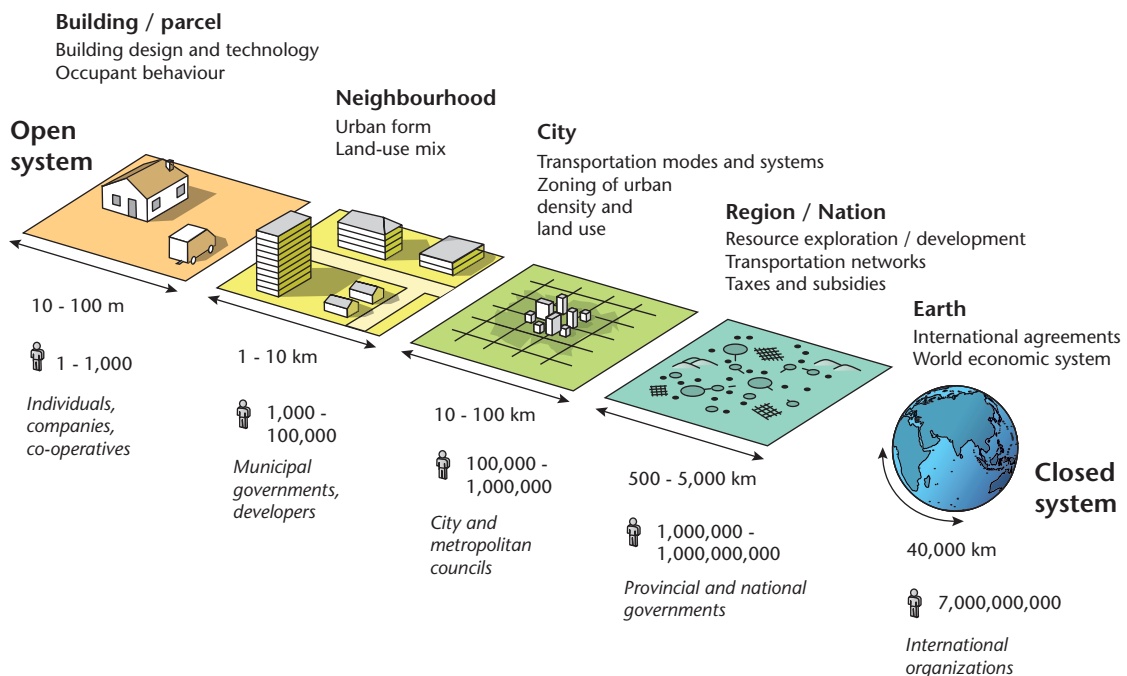 Building / parcel
Building design and technology
Occupant behaviour
Neighbourhood
Urban form
Land-use mix
City
Transportation modes and systems
Zoning of urban
density and
land use
Region / Nation
Resource exploration / development
Transportation networks
Taxes and subsidies
Earth
International agreements
World economic system
Open
system
10 - 100 m
1 - 1,000
Individuals,
companies,
co-operatives
1 - 10 km
1,000 -
100,000
Municipal
governments,
developers
10 - 100 km
100,000 -
1,000,000
City and
metropolitan
councils
500 - 5,000 km
1,000,000 -
1,000,000,000
Provincial and national
governments
Closed
system
40,000 km
7,000,000,000
International
organizations